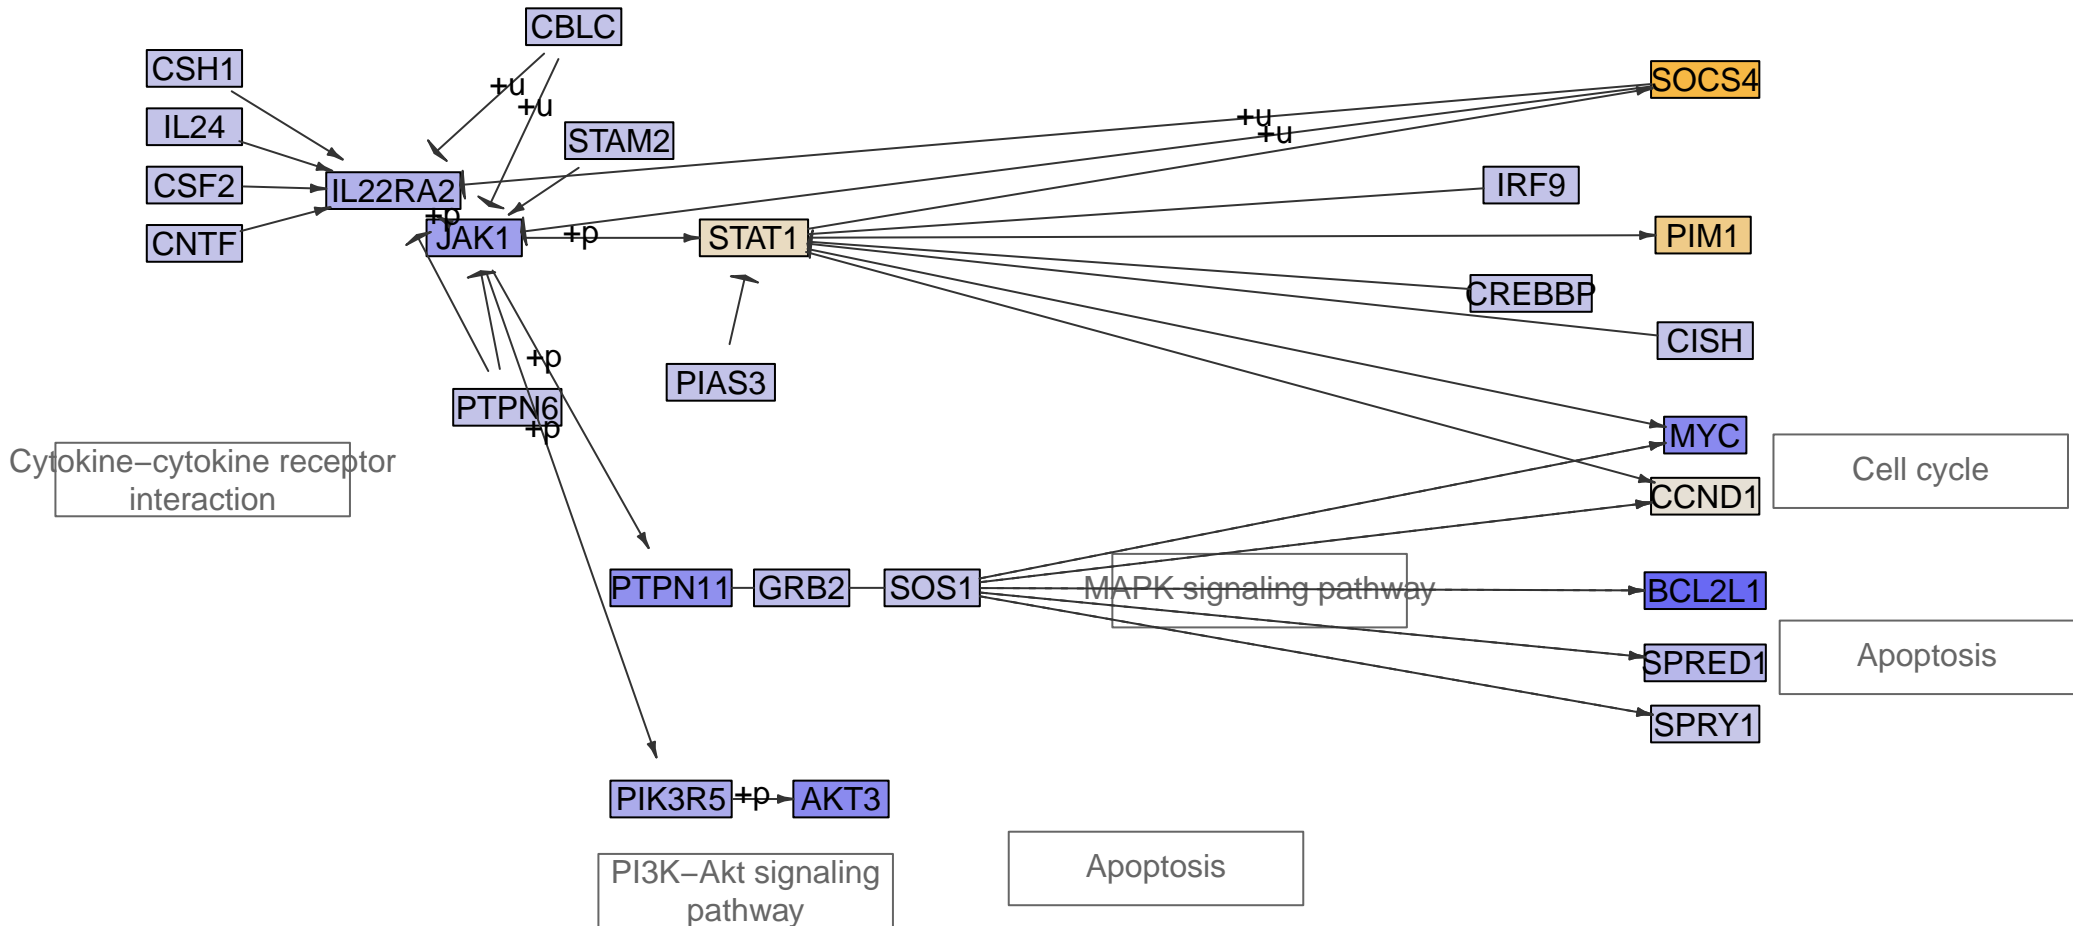 CBLC
CSH1
+u
SOCS4
+u
+u
IL24
+u
STAM2
CSF2
IL22RA2
IRF9
+p
CNTF
JAK1
+p
STAT1
PIM1
CREBBP
CISH
+p
PIAS3
PTPN6
+p
MYC
Cytokine−cytokine receptor
interaction
Cell cycle
CCND1
PTPN11
GRB2
SOS1
MAPK signaling pathway
BCL2L1
SPRED1
Apoptosis
SPRY1
PIK3R5
+p
AKT3
Apoptosis
PI3K−Akt signaling
pathway